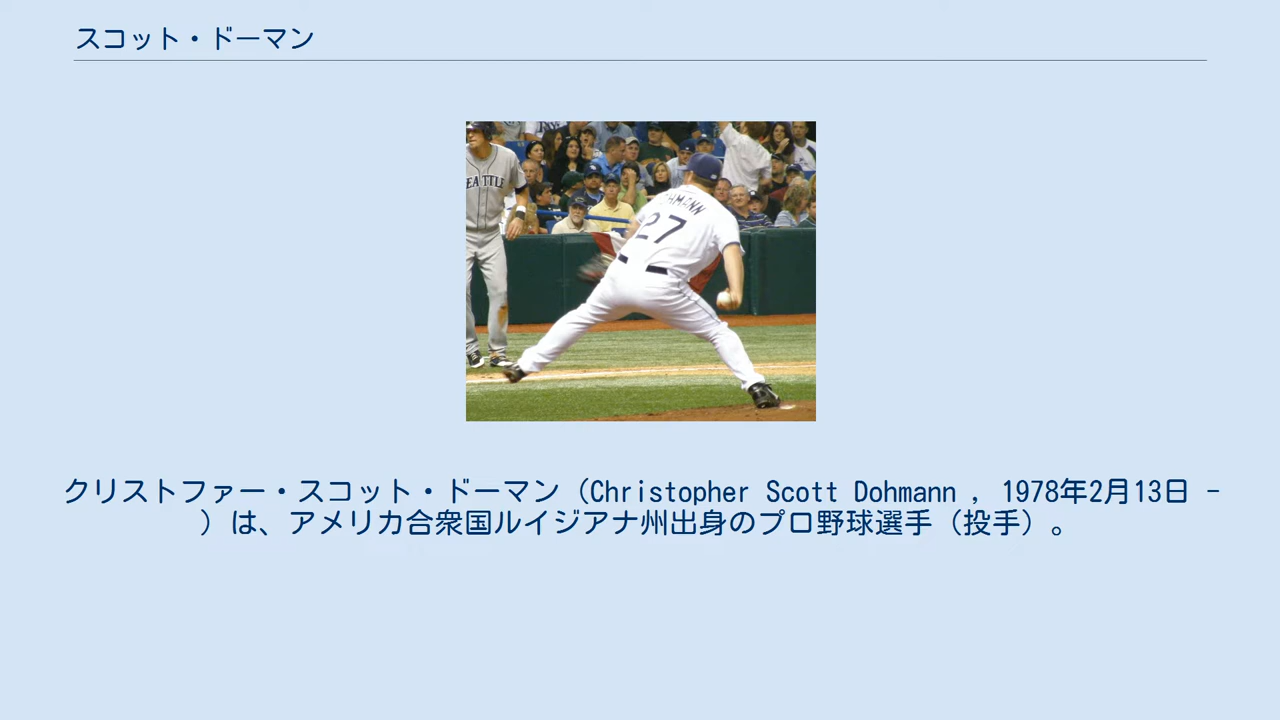 スコット・ドーマン
SEATTLE
27
クリストファー・スコット・ドーマン（Christopher Scott Dohmann , 1978年2月13日 -
）は、アメリカ合衆国ルイジアナ州出身のプロ野球選手（投手）。